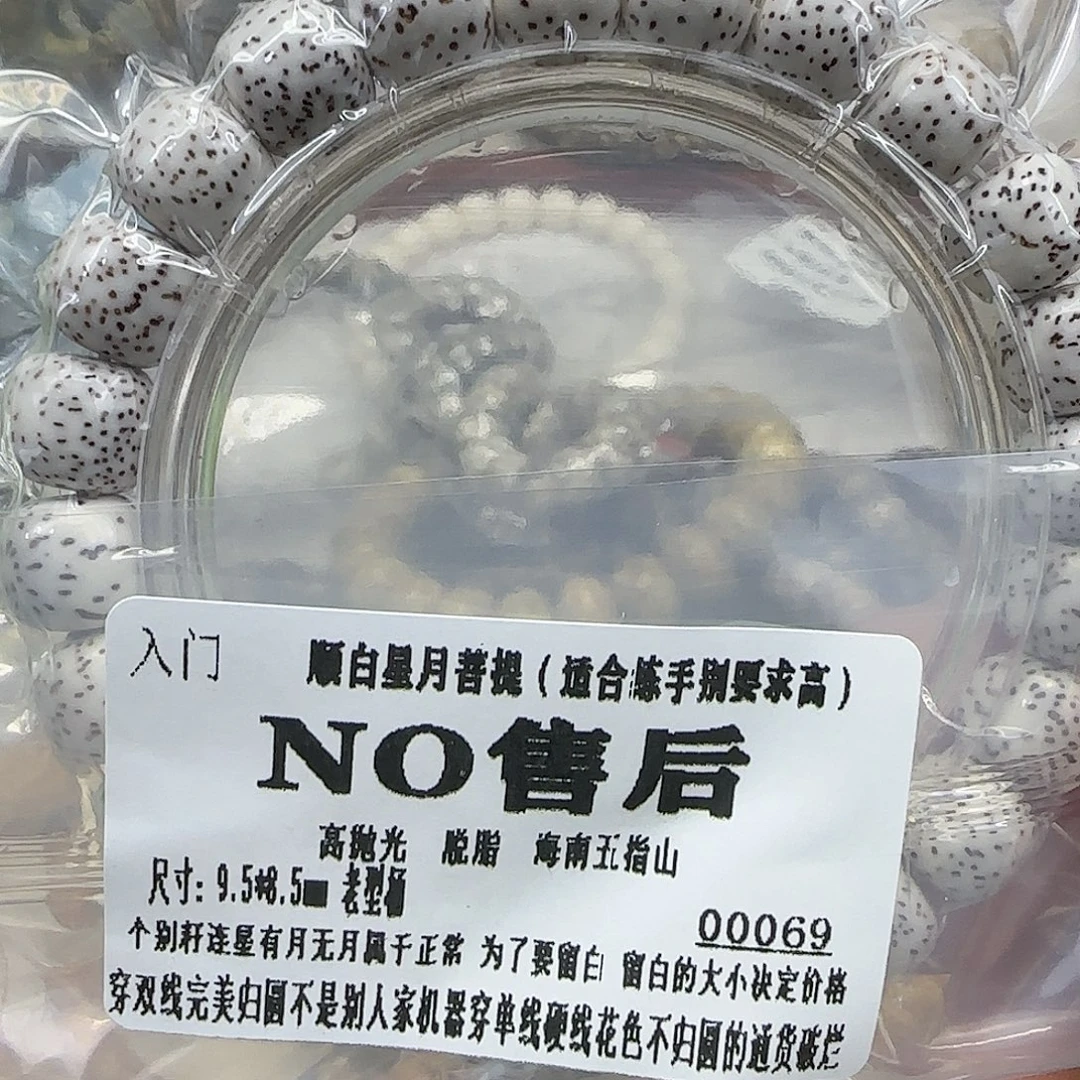 入门 顺白星月菩提（适合练手别要求高）
NO售后
高抛光 脱脂 海南五指山
尺寸：9.5*8.5mm 老型桶
00069
个别籽连星有月无月属于正常 为了要留白 留白的大小决定价格
穿双线完美归圆不是别人家机器穿单线硬线花色不归圆的通货破烂